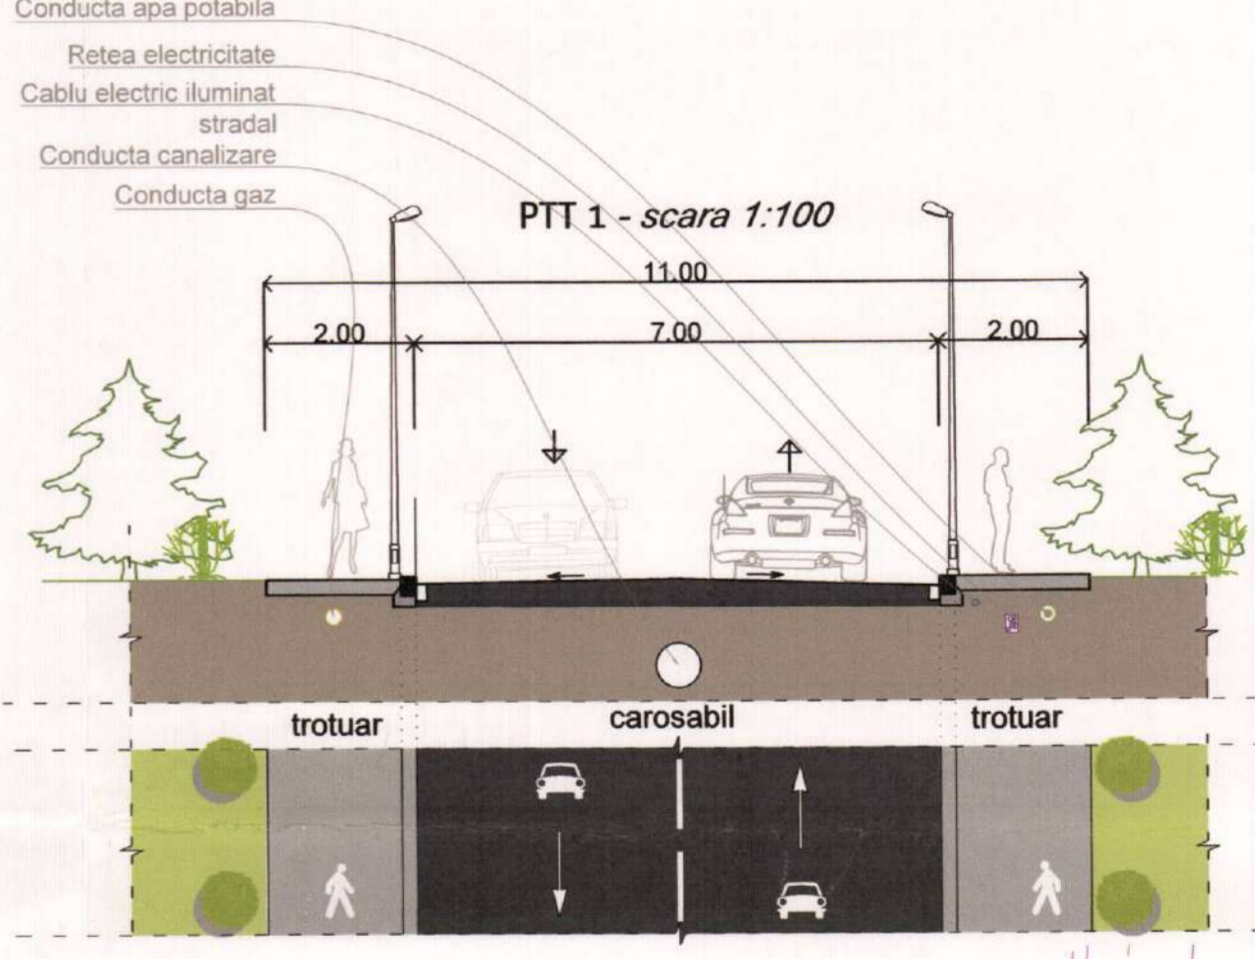 Conducta apa potabila
Retea electricitate
Cablu electric iluminat
stradal
Conducta canalizare
Conducta gaz
PTT 1 - scara 1:100
11.00
2.00 7.00 2.00
trotuar carosabil trotuar